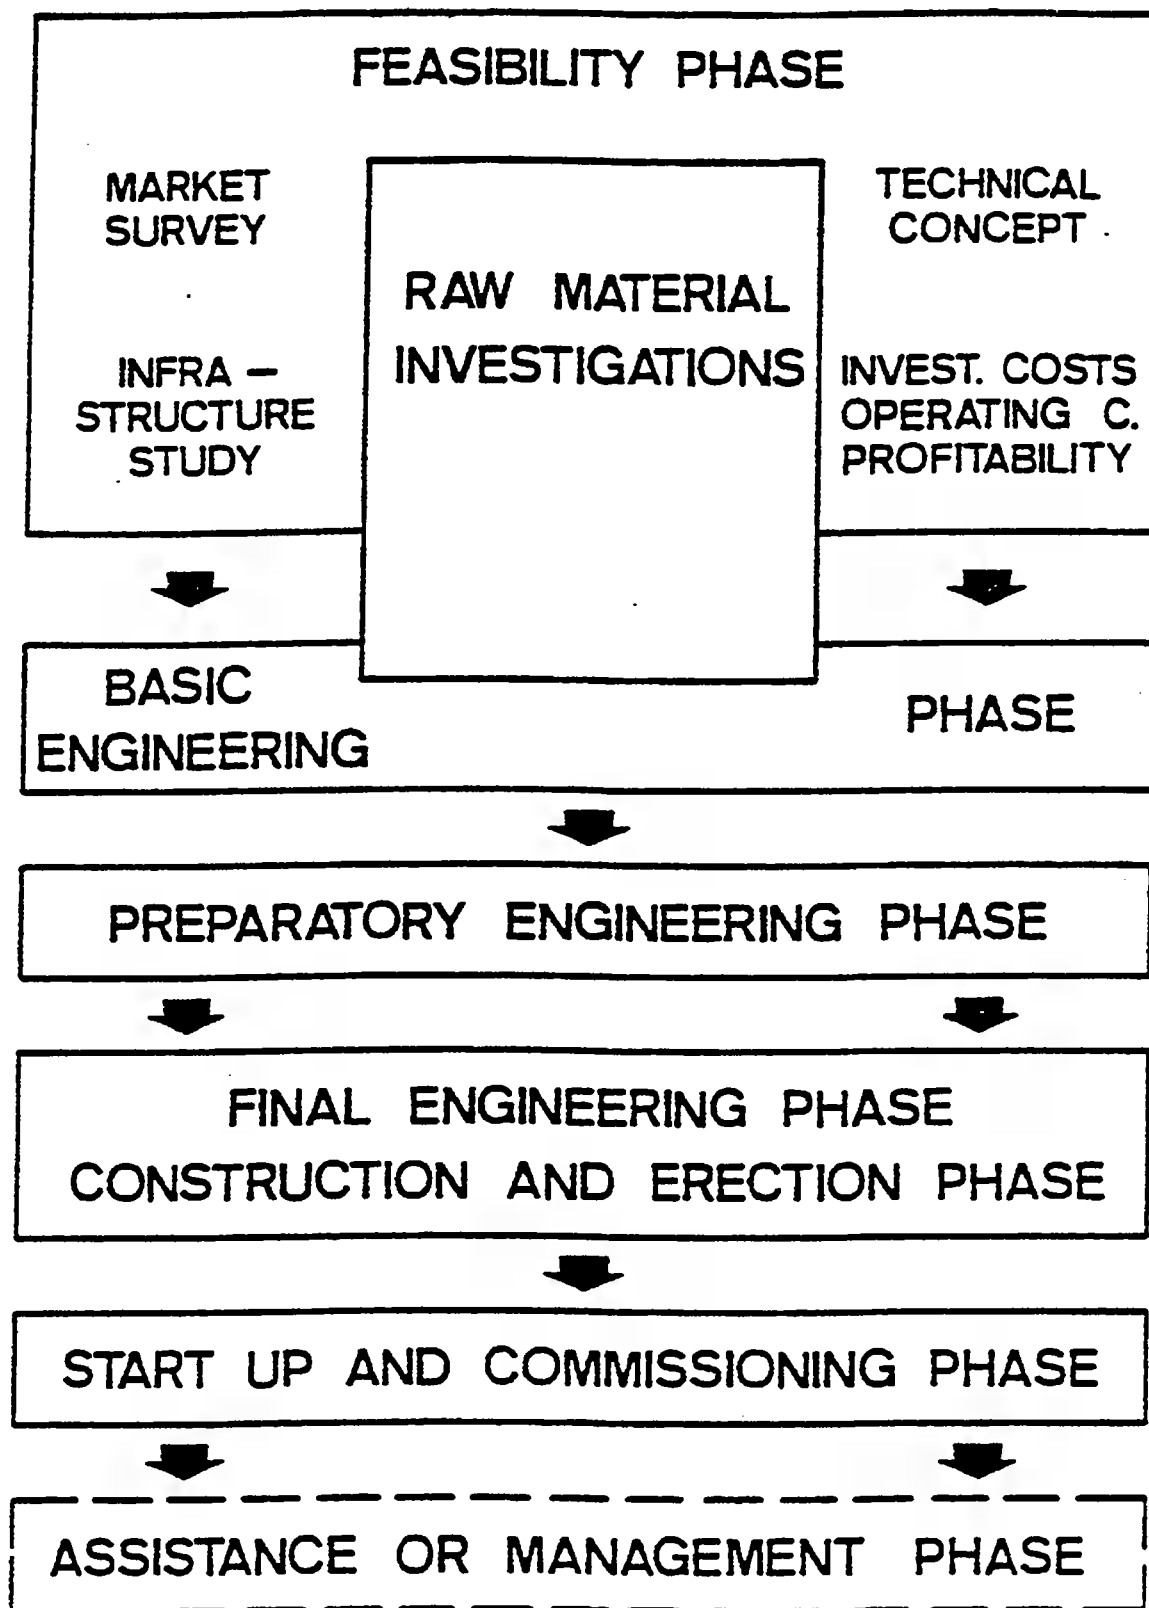 FEASIBILITY PHASE
MARKET
SURVEY
INFRA –
STRUCTURE
STUDY
RAW MATERIAL
INVESTIGATIONS
TECHNICAL
CONCEPT
INVEST. COSTS
OPERATING C.
PROFITABILITY
BASIC
ENGINEERING
PHASE
PREPARATORY ENGINEERING PHASE
FINAL ENGINEERING PHASE
CONSTRUCTION AND ERECTION PHASE
START UP AND COMMISSIONING PHASE
ASSISTANCE OR MANAGEMENT PHASE